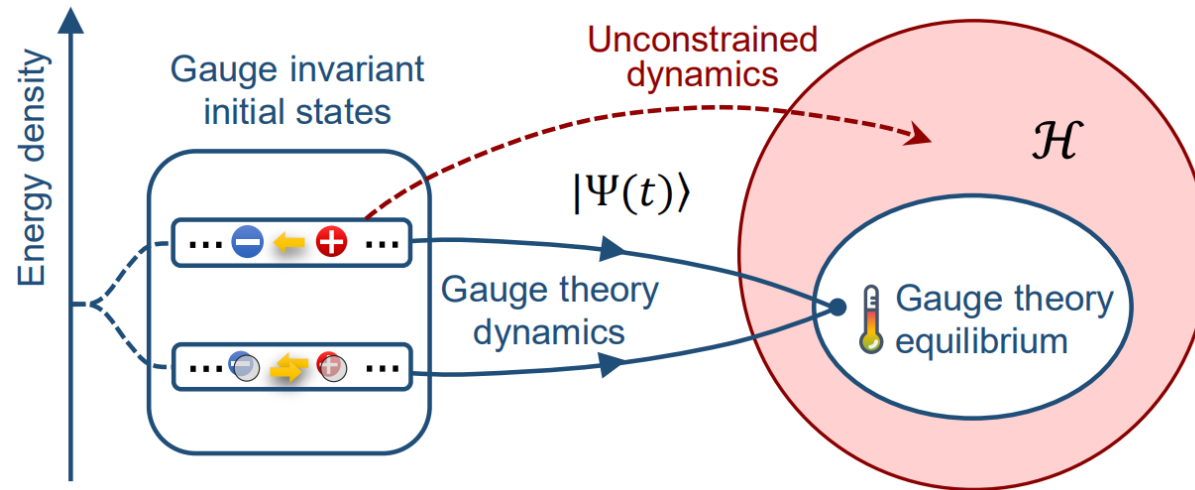 Energy density
Gauge invariant
initial states
... − + ...
... − + ...
Unconstrained
dynamics
|Ψ(t)⟩
Gauge theory
dynamics
ℋ
Gauge theory
equilibrium